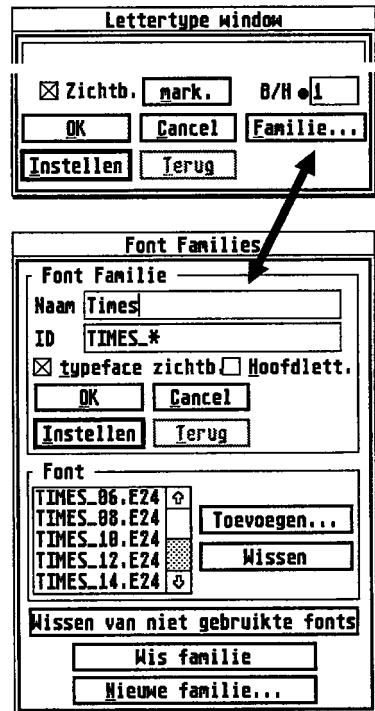 Lettertype window
Zichtb. mark. B/H 1
OK Cancel Familie...
Instellen Terug
Font Families
Font Familie
Naam Times
ID TIMES_*
typeface zichtb. Hoofdlett.
OK Cancel
Instellen Terug
Font
TIMES_06.E24
TIMES_08.E24
TIMES_10.E24
TIMES_12.E24
TIMES_14.E24
Toevoegen...
Wissen
Wissen van niet gebruikte fonts
Wis familie
Nieuwe familie...